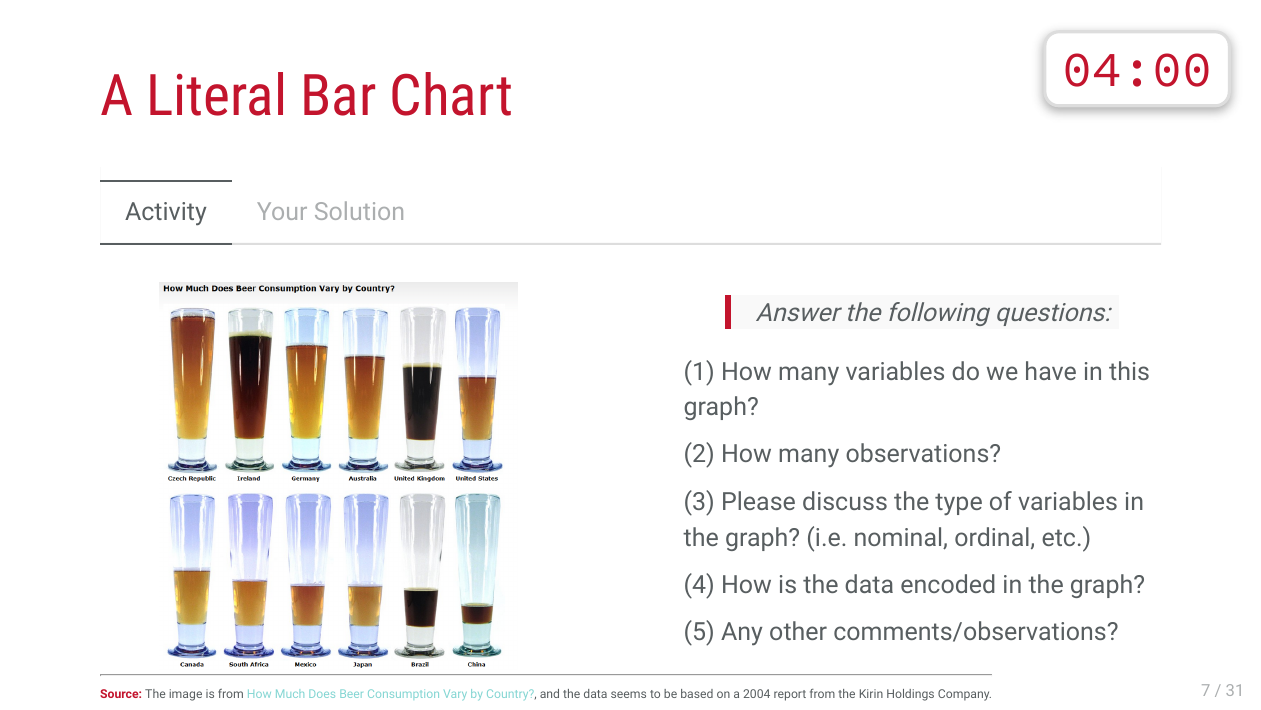 A Literal Bar Chart
04:00
Activity
Your Solution
How Much Does Beer Consumption Vary by Country?
Czech Republic Ireland Germany Australia United Kingdom United States
Canada South Africa Mexico Japan Brazil China
Answer the following questions:
(1) How many variables do we have in this
graph?
(2) How many observations?
(3) Please discuss the type of variables in
the graph? (i.e. nominal, ordinal, etc.)
(4) How is the data encoded in the graph?
(5) Any other comments/observations?
Source: The image is from How Much Does Beer Consumption Vary by Country?, and the data seems to be based on a 2004 report from the Kirin Holdings Company.
7 / 31